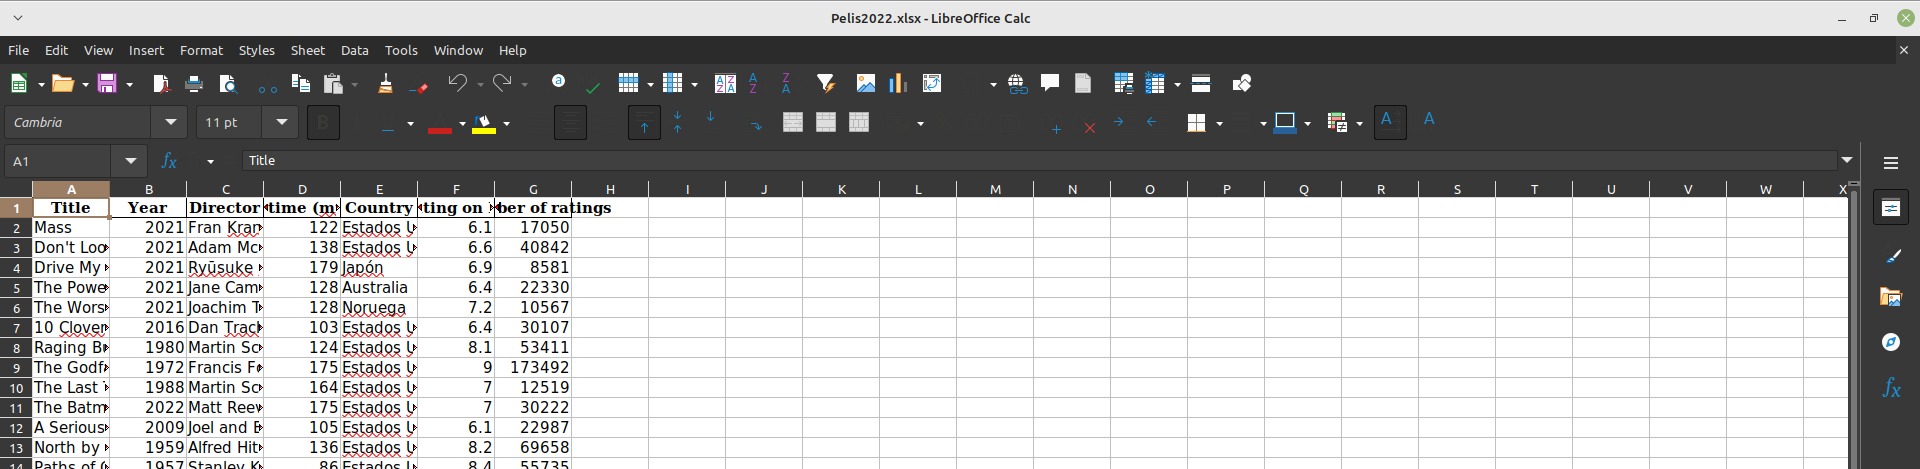 Pelis2022.xlsx - LibreOffice Calc
File Edit View Insert Format Styles Sheet Data Tools Window Help
Cambria 11 pt
A1 fx Title
A B C D E F G H I J K L M N O P Q R S T U V W X
1 Title Year Director time (m Country ting on ber of ratings
2 Mass 2021 Fran Kran 122 Estados U 6.1 17050
3 Don't Loo 2021 Adam Mc 138 Estados U 6.6 40842
4 Drive My 2021 Ryūsuke 179 Japón 6.9 8581
5 The Powe 2021 Jane Cam 128 Australia 6.4 22330
6 The Wors 2021 Joachim T 128 Noruega 7.2 10567
7 10 Clover 2016 Dan Track 103 Estados U 6.4 30107
8 Raging B 1980 Martin Sc 124 Estados U 8.1 53411
9 The Godf 1972 Francis Fo 175 Estados U 9 173492
10 The Last 1988 Martin Sc 164 Estados U 7 12519
11 The Batm 2022 Matt Reev 175 Estados U 7 30222
12 A Serious 2009 Joel and E 105 Estados U 6.1 22987
13 North by 1959 Alfred Hit 136 Estados U 8.2 69658
14 Paths of 1957 Stanley K 86 Estados U 8.4 55735